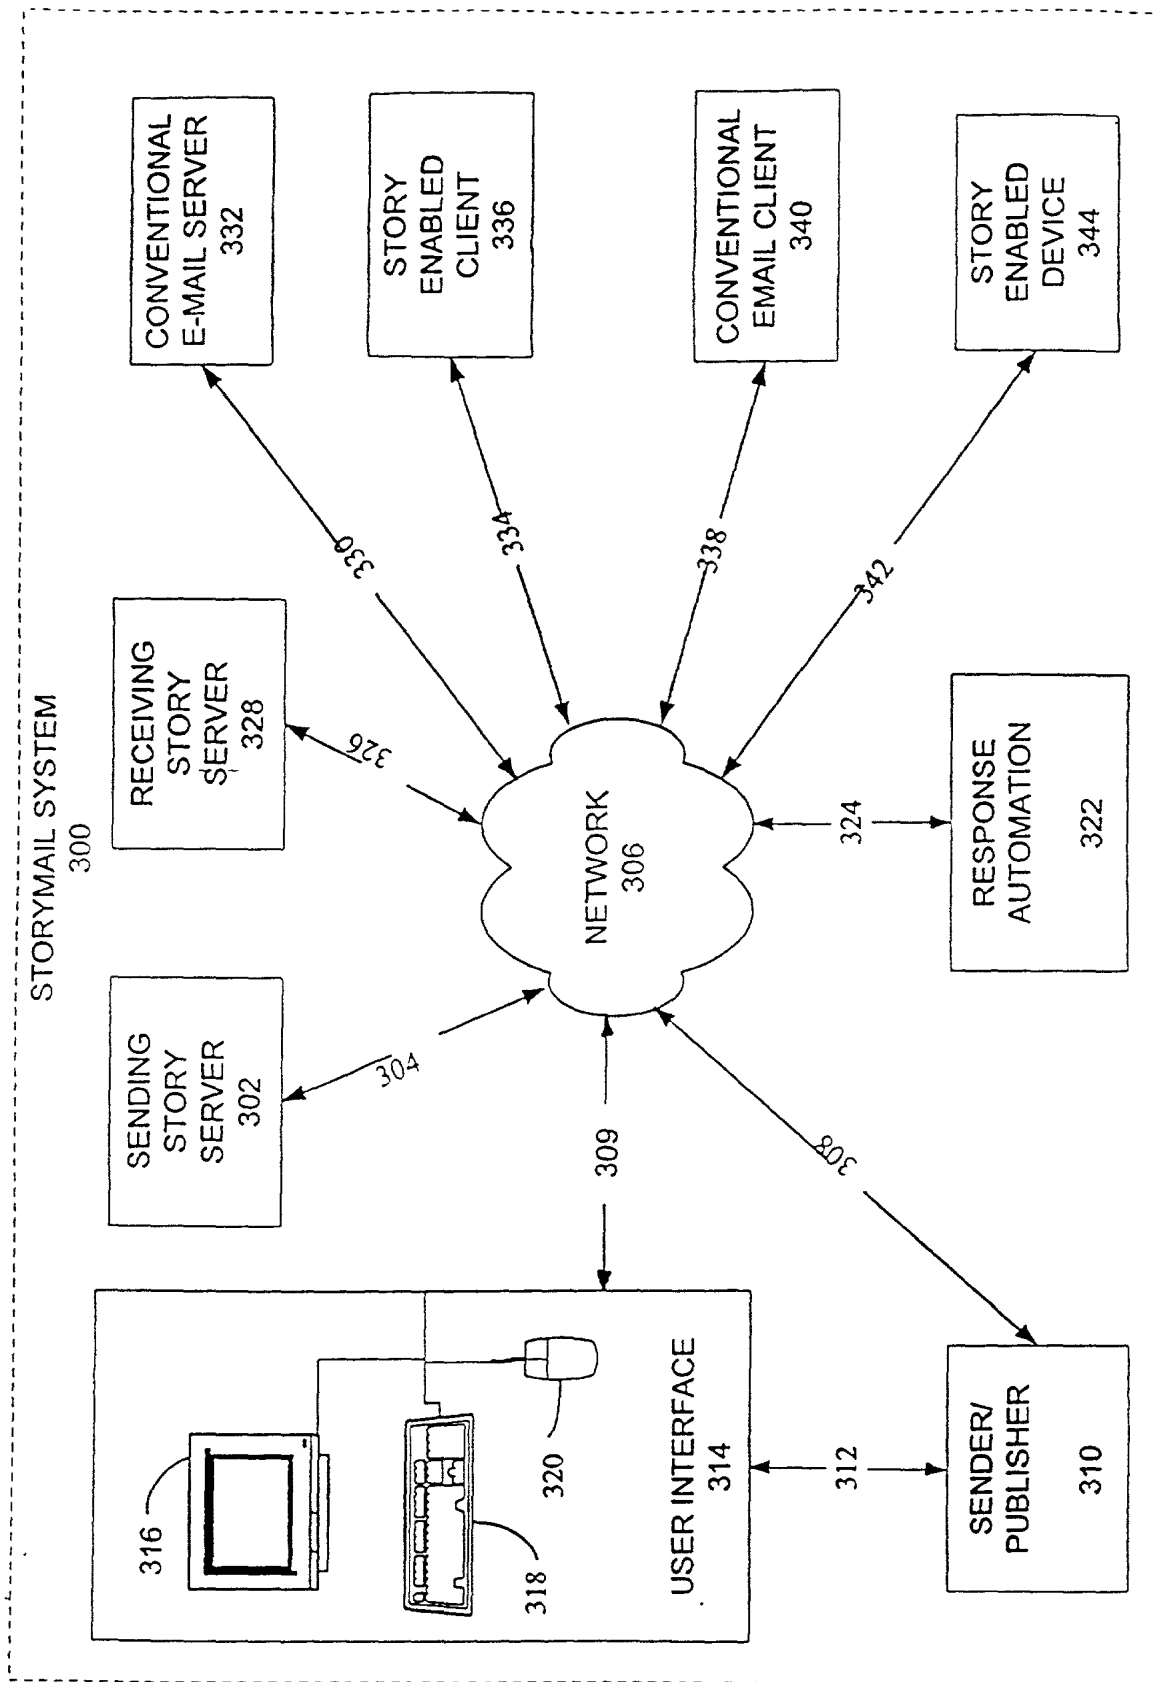 STORYMAIL SYSTEM
300
SENDING
STORY
SERVER
302
RECEIVING
STORY
SERVER
328
CONVENTIONAL
E-MAIL SERVER
332
STORY
ENABLED
CLIENT
336
CONVENTIONAL
EMAIL CLIENT
340
STORY
ENABLED
DEVICE
344
304
326
330
334
338
342
NETWORK
306
309
308
324
316
318
320
USER INTERFACE
314
312
SENDER/
PUBLISHER
310
RESPONSE
AUTOMATION
322